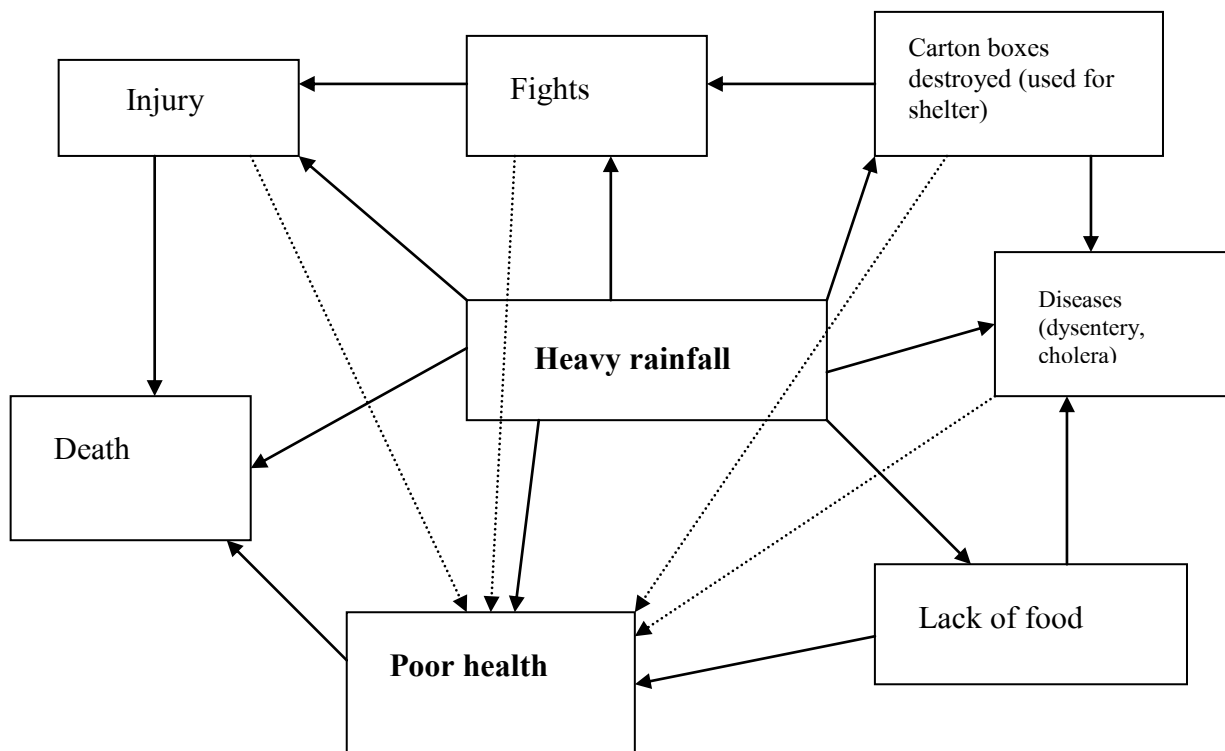 Injury
Fights
Carton boxes
destroyed (used for
shelter)
Heavy rainfall
Diseases
(dysentery,
cholera)
Death
Poor health
Lack of food